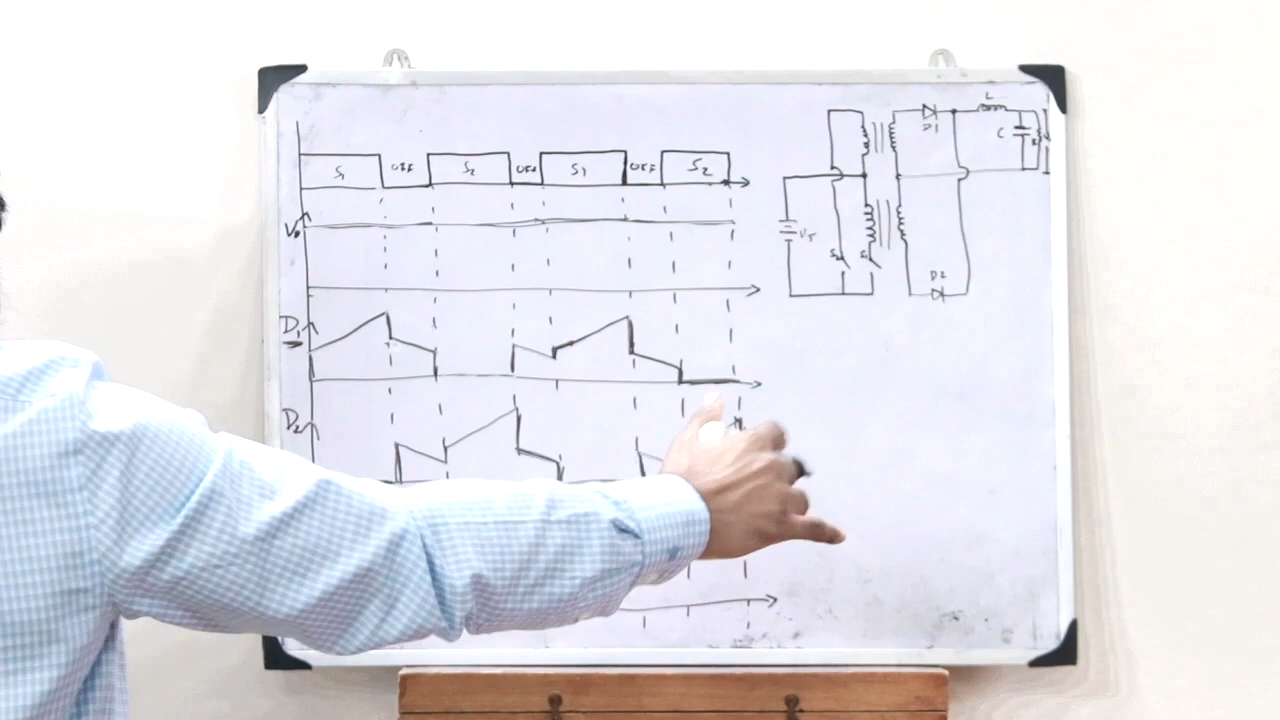 S1 OFF S2 OFF S1 OFF S2
V0
D1
D2
L
D1
C
VS
S2 S1
D2